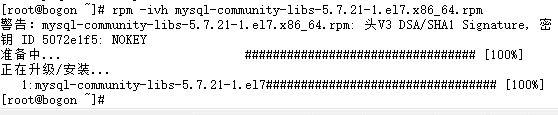 [root@bogon ~]# rpm -ivh mysql-community-libs-5.7.21-1.el7.x86_64.rpm
警告：mysql-community-libs-5.7.21-1.el7.x86_64.rpm: 头V3 DSA/SHA1 Signature, 密
钥 ID 5072e1f5: NOKEY
准备中... ################################# [100%]
正在升级/安装...
1:mysql-community-libs-5.7.21-1.el7################################# [100%]
[root@bogon ~]#